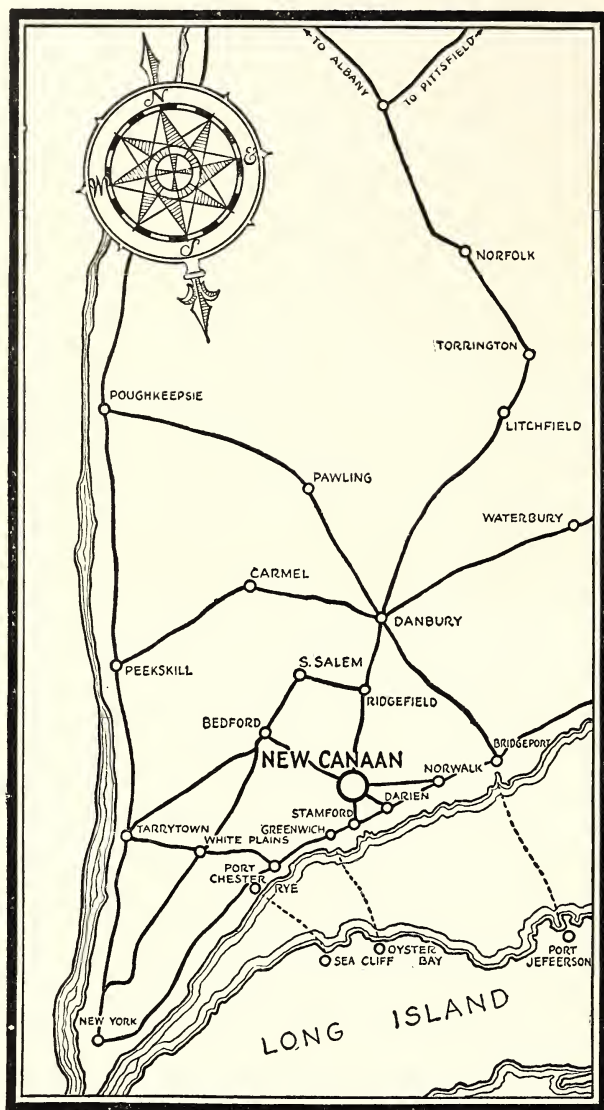 TO ALBANY
TO PITTSFIELD
N
E
W
S
NORFOLK
TORRINGTON
POUGHKEEPSIE
LITCHFIELD
PAWLING
WATERBURY
CARMEL
DANBURY
S. SALEM
PEEKSKILL
RIDGEFIELD
BEDFORD
BRIDGEPORT
NEW CANAAN
NORWALK
DARIEN
STAMFORD
GREENWICH
TARRYTOWN
WHITE PLAINS
PORT
CHESTER
RYE
OYSTER
BAY
SEA CLIFF
PORT
JEFEERSON
NEW YORK
LONG ISLAND